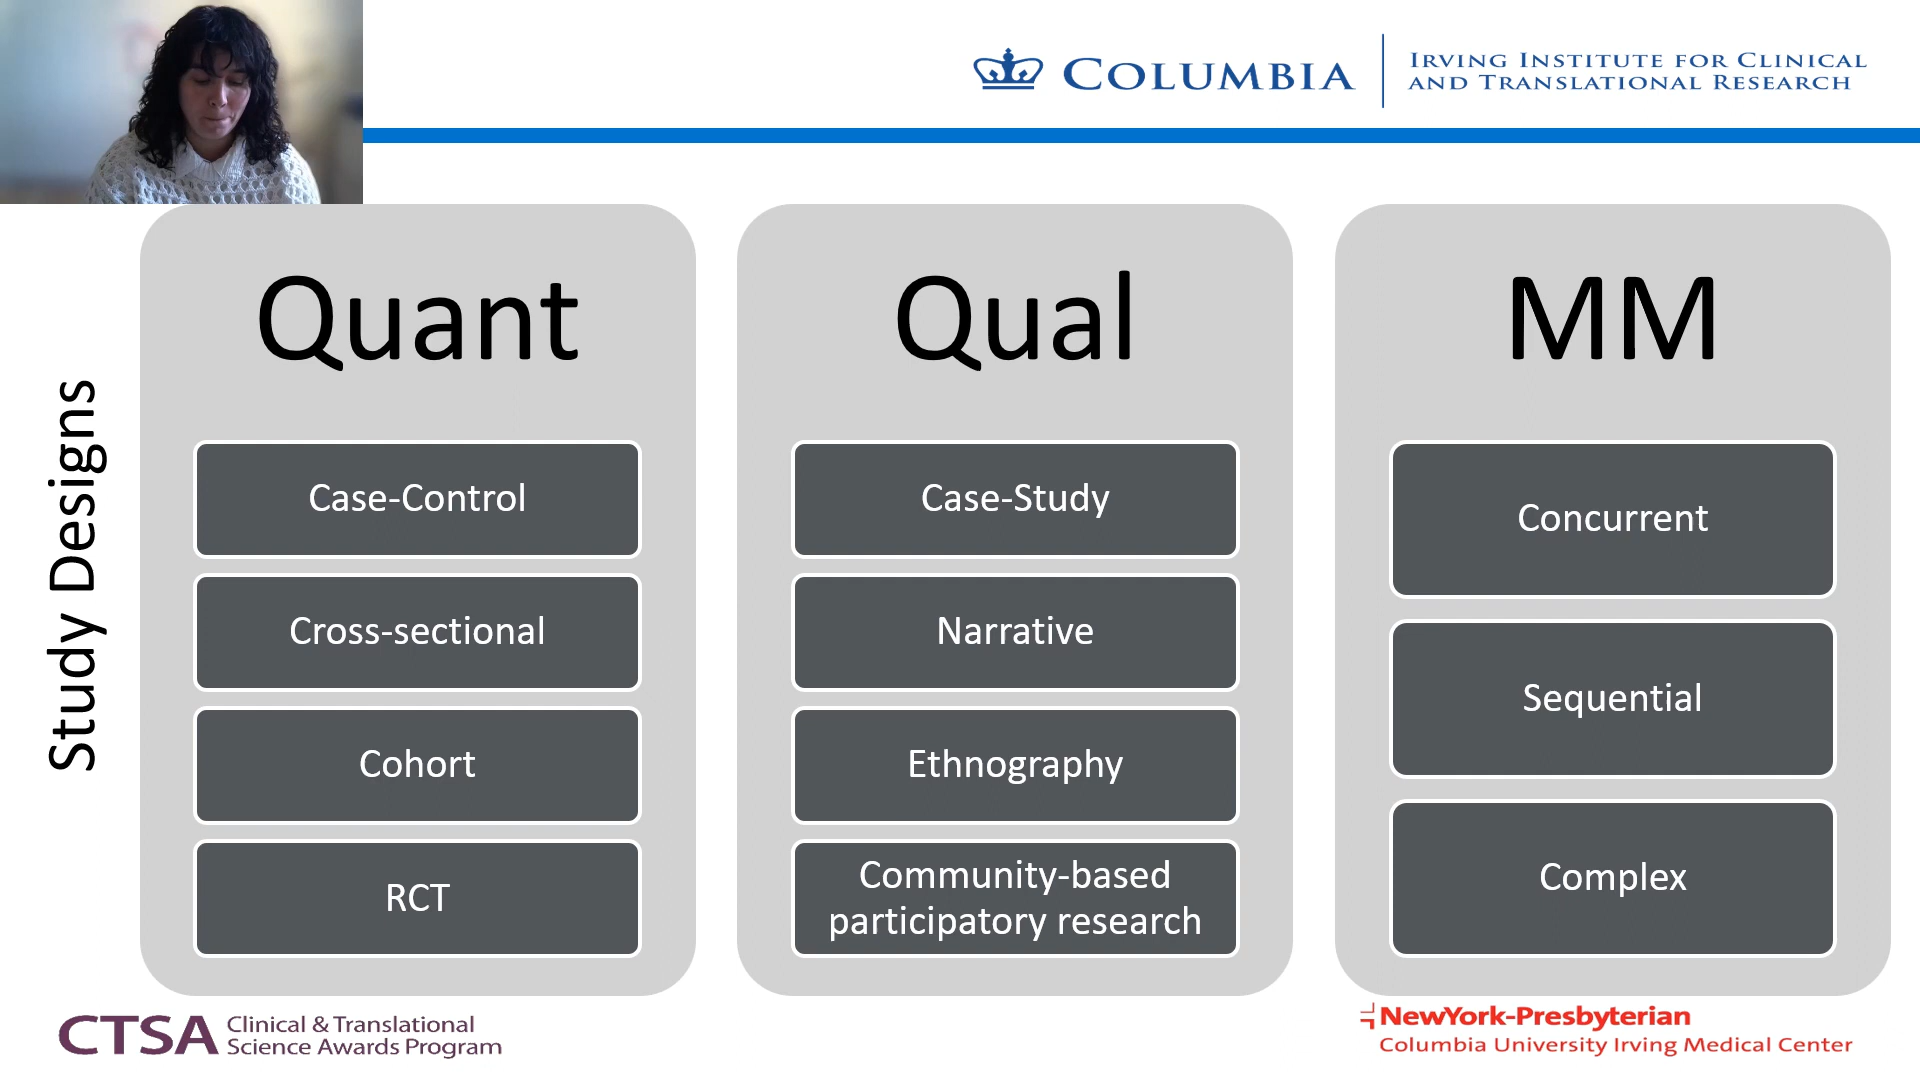 COLUMBIA
IRVING INSTITUTE FOR CLINICAL
AND TRANSLATIONAL RESEARCH
Study Designs
Quant
Case-Control
Cross-sectional
Cohort
RCT
Qual
Case-Study
Narrative
Ethnography
Community-based
participatory research
MM
Concurrent
Sequential
Complex
CTSA
Clinical & Translational
Science Awards Program
NewYork-Presbyterian
Columbia University Irving Medical Center